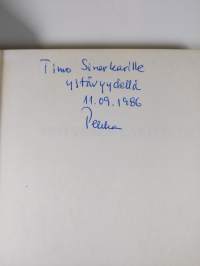 Timo Sinerkarille
ystävyydellä
11.09.1986
Pekka